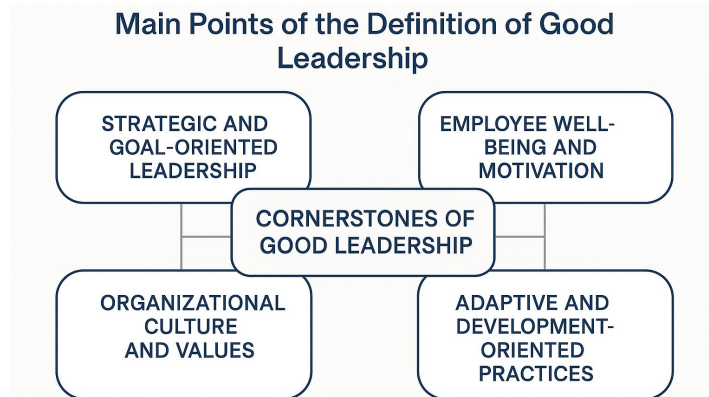 Main Points of the Definition of Good
Leadership
STRATEGIC AND
GOAL-ORIENTED
LEADERSHIP
EMPLOYEE WELL-
BEING AND
MOTIVATION
CORNERSTONES OF
GOOD LEADERSHIP
ORGANIZATIONAL
CULTURE
AND VALUES
ADAPTIVE AND
DEVELOPMENT-
ORIENTED
PRACTICES